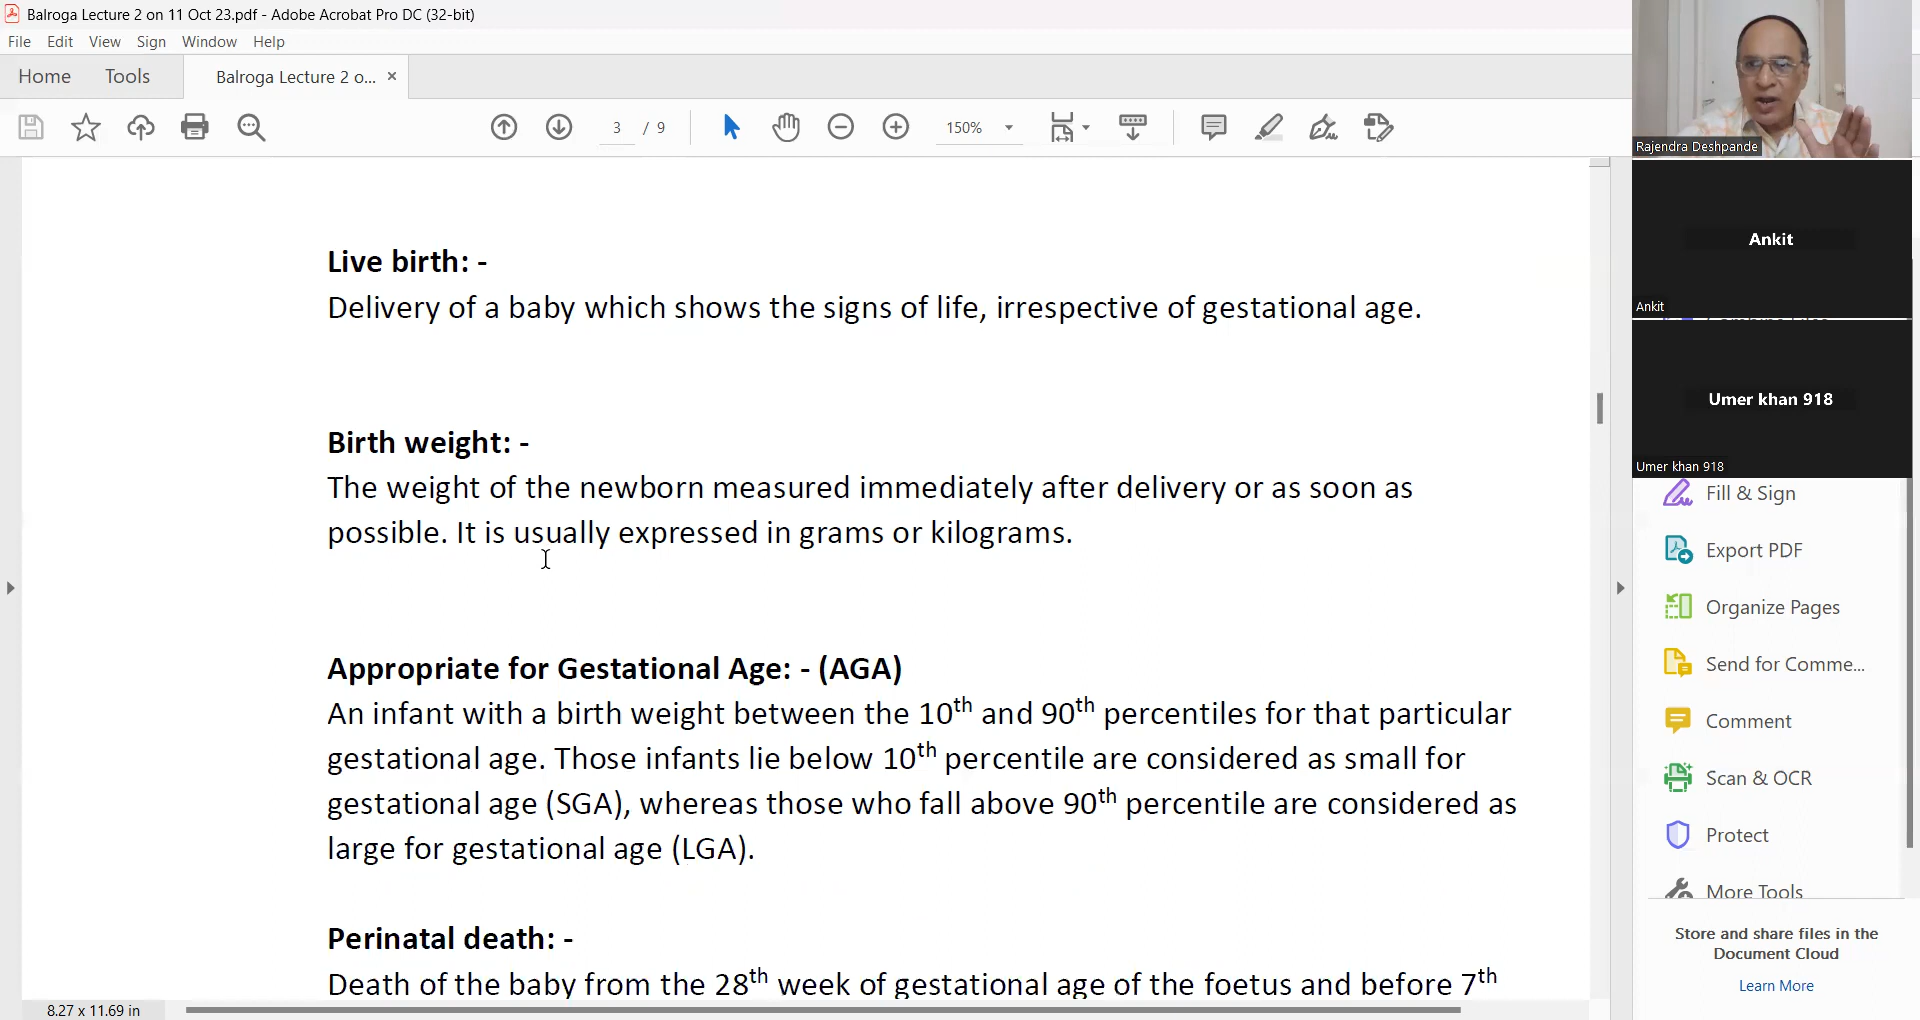 Balroga Lecture 2 on 11 Oct 23.pdf - Adobe Acrobat Pro DC (32-bit)
File Edit View Sign Window Help
Home Tools Balroga Lecture 2 o... ×
3 / 9 150%
Live birth: -
Delivery of a baby which shows the signs of life, irrespective of gestational age.
Birth weight: -
The weight of the newborn measured immediately after delivery or as soon as
possible. It is usually expressed in grams or kilograms.
Appropriate for Gestational Age: - (AGA)
An infant with a birth weight between the 10th and 90th percentiles for that particular
gestational age. Those infants lie below 10th percentile are considered as small for
gestational age (SGA), whereas those who fall above 90th percentile are considered as
large for gestational age (LGA).
Perinatal death: -
Death of the baby from the 28th week of gestational age of the foetus and before 7th
8.27 x 11.69 in
Rajendra Deshpande
Ankit
Ankit
Umer khan 918
Umer khan 918
Fill & Sign
Export PDF
Organize Pages
Send for Comme...
Comment
Scan & OCR
Protect
More Tools
Store and share files in the
Document Cloud
Learn More